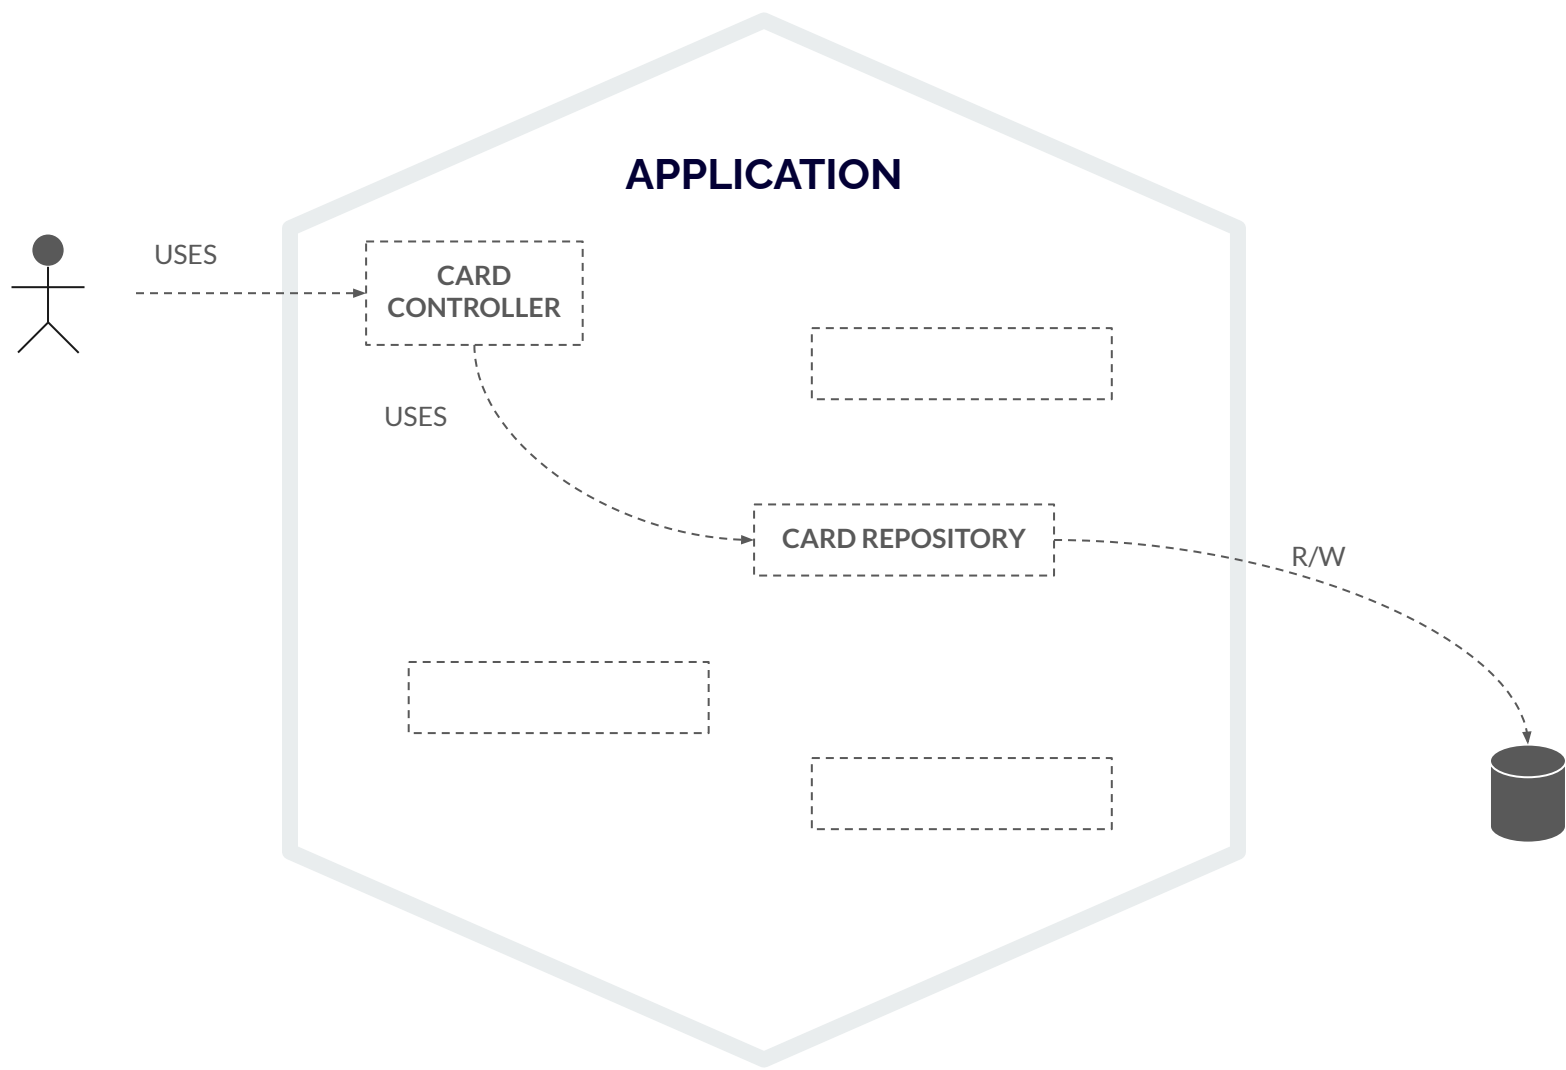 APPLICATION
USES
CARD
CONTROLLER
USES
CARD REPOSITORY
R/W